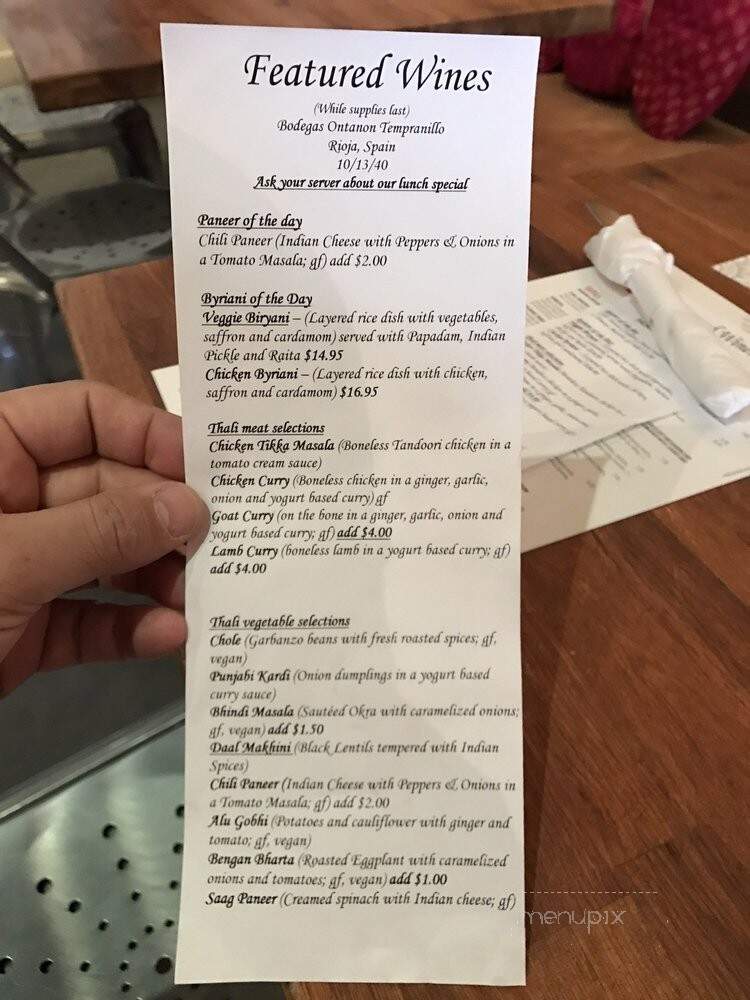 Featured Wines
(While supplies last)
Bodegas Ontanon Tempranillo
Rioja, Spain
10/13/40
Ask your server about our lunch special
Paneer of the day
Chili Paneer (Indian Cheese with Peppers & Onions in
a Tomato Masala; gf) add $2.00
Byriani of the Day
Veggie Biryani – (Layered rice dish with vegetables,
saffron and cardamom) served with Papadam, Indian
Pickle and Raita $14.95
Chicken Byriani – (Layered rice dish with chicken,
saffron and cardamom) $16.95
Thali meat selections
Chicken Tikka Masala (Boneless Tandoori chicken in a
tomato cream sauce)
Chicken Curry (Boneless chicken in a ginger, garlic,
onion and yogurt based curry) gf
Goat Curry (on the bone in a ginger, garlic, onion and
yogurt based curry; gf) add $4.00
Lamb Curry (boneless lamb in a yogurt based curry; gf)
add $4.00
Thali vegetable selections
Chole (Garbanzo beans with fresh roasted spices; gf,
vegan)
Punjabi Kardi (Onion dumplings in a yogurt based
curry sauce)
Bhindi Masala (Sautéed Okra with caramelized onions;
gf, vegan) add $1.50
Daal Makhini (Black Lentils tempered with Indian
Spices)
Chili Paneer (Indian Cheese with Peppers & Onions in
a Tomato Masala; gf) add $2.00
Alu Gobhi (Potatoes and cauliflower with ginger and
tomato; gf, vegan)
Bengan Bharta (Roasted Eggplant with caramelized
onions and tomatoes; gf, vegan) add $1.00
Saag Paneer (Creamed spinach with Indian cheese; gf)
menupix